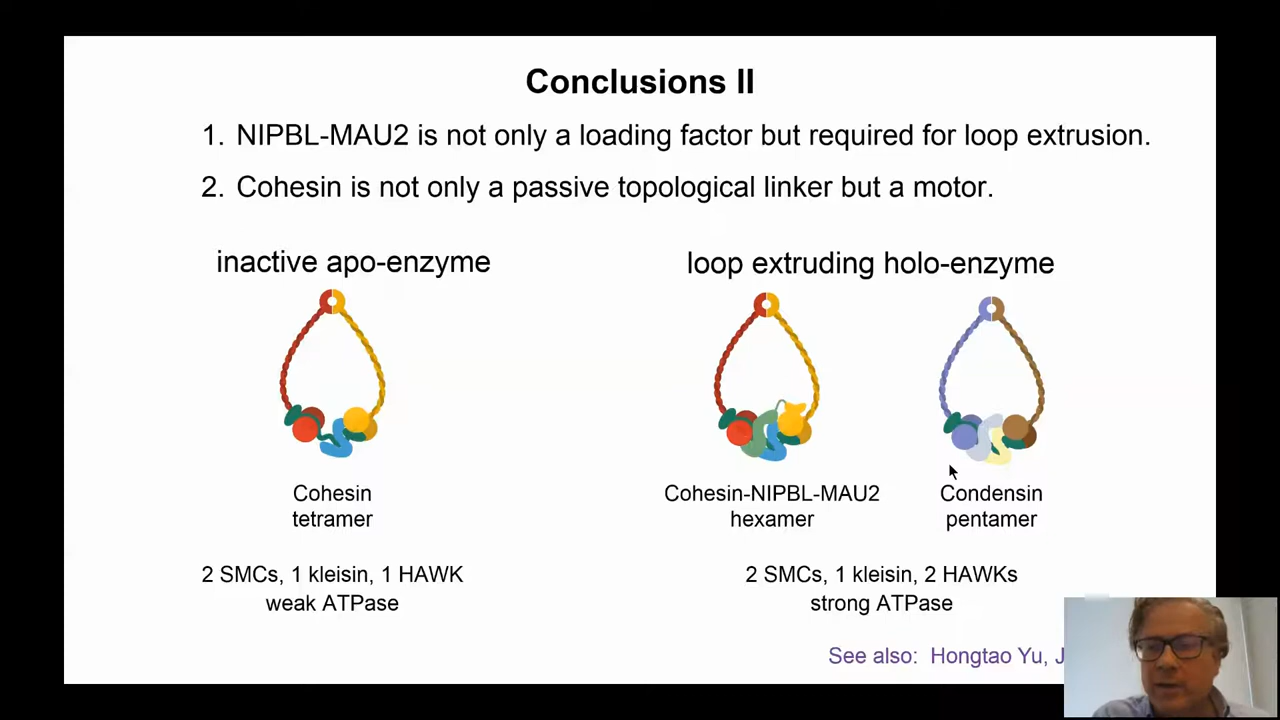 Conclusions II
1. NIPBL-MAU2 is not only a loading factor but required for loop extrusion.
2. Cohesin is not only a passive topological linker but a motor.
inactive apo-enzyme
Cohesin
tetramer
2 SMCs, 1 kleisin, 1 HAWK
weak ATPase
loop extruding holo-enzyme
Cohesin-NIPBL-MAU2
hexamer
Condensin
pentamer
2 SMCs, 1 kleisin, 2 HAWKs
strong ATPase
See also: Hongtao Yu,